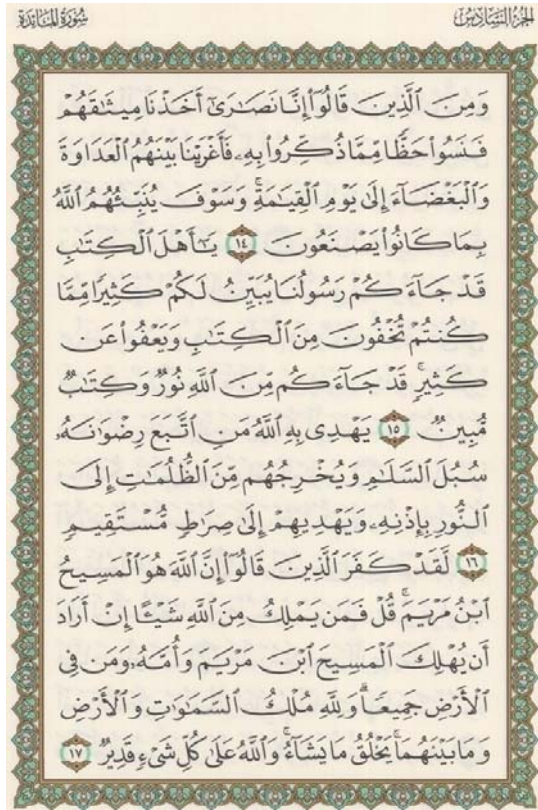 الجزء السادس
سورة المائدة
وَمِنَ ٱلَّذِينَ قَالُوٓا۟ إِنَّا نَصَـٰرَىٰٓ أَخَذْنَا مِيثَـٰقَهُمْ
فَنَسُوا۟ حَظًّا مِّمَّا ذُكِّرُوا۟ بِهِۦ فَأَغْرَيْنَا بَيْنَهُمُ ٱلْعَدَاوَةَ
وَٱلْبَغْضَآءَ إِلَىٰ يَوْمِ ٱلْقِيَـٰمَةِ ۚ وَسَوْفَ يُنَبِّئُهُمُ ٱللَّهُ
بِمَا كَانُوا۟ يَصْنَعُونَ ١٤ يَـٰٓأَهْلَ ٱلْكِتَـٰبِ
قَدْ جَآءَكُمْ رَسُولُنَا يُبَيِّنُ لَكُمْ كَثِيرًا مِّمَّا
كُنتُمْ تُخْفُونَ مِنَ ٱلْكِتَـٰبِ وَيَعْفُوا۟ عَن
كَثِيرٍ ۚ قَدْ جَآءَكُم مِّنَ ٱللَّهِ نُورٌ وَكِتَـٰبٌ
مُّبِينٌ ١٥ يَهْدِى بِهِ ٱللَّهُ مَنِ ٱتَّبَعَ رِضْوَٰنَهُۥ
سُبُلَ ٱلسَّلَـٰمِ وَيُخْرِجُهُم مِّنَ ٱلظُّلُمَـٰتِ إِلَى
ٱلنُّورِ بِإِذْنِهِۦ وَيَهْدِيهِمْ إِلَىٰ صِرَٰطٍ مُّسْتَقِيمٍ
١٦ لَّقَدْ كَفَرَ ٱلَّذِينَ قَالُوٓا۟ إِنَّ ٱللَّهَ هُوَ ٱلْمَسِيحُ
ٱبْنُ مَرْيَمَ ۚ قُلْ فَمَن يَمْلِكُ مِنَ ٱللَّهِ شَيْـًٔا إِنْ أَرَادَ
أَن يُهْلِكَ ٱلْمَسِيحَ ٱبْنَ مَرْيَمَ وَأُمَّهُۥ وَمَن فِى
ٱلْأَرْضِ جَمِيعًا ۗ وَلِلَّهِ مُلْكُ ٱلسَّمَـٰوَٰتِ وَٱلْأَرْضِ
وَمَا بَيْنَهُمَا ۚ يَخْلُقُ مَا يَشَآءُ ۚ وَٱللَّهُ عَلَىٰ كُلِّ شَىْءٍ قَدِيرٌ ١٧